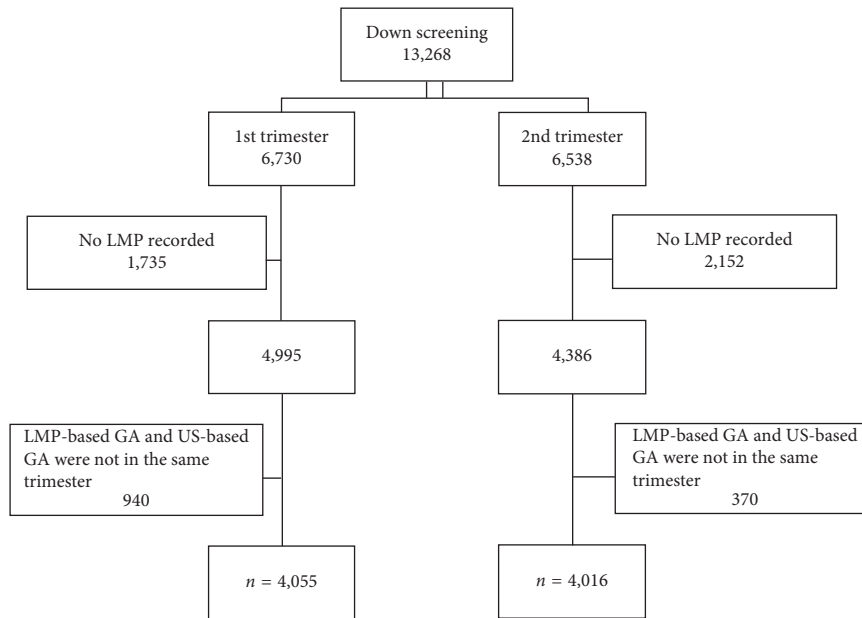 Down screening
13,268
1st trimester
6,730
2nd trimester
6,538
No LMP recorded
1,735
No LMP recorded
2,152
4,995
4,386
LMP-based GA and US-based
GA were not in the same
trimester
940
LMP-based GA and US-based
GA were not in the same
trimester
370
n = 4,055
n = 4,016